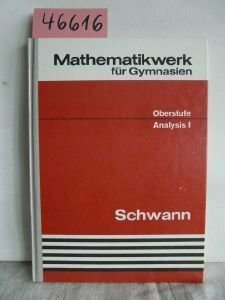 46616
Mathematikwerk
für Gymnasien
Oberstufe
Analysis I
Schwann